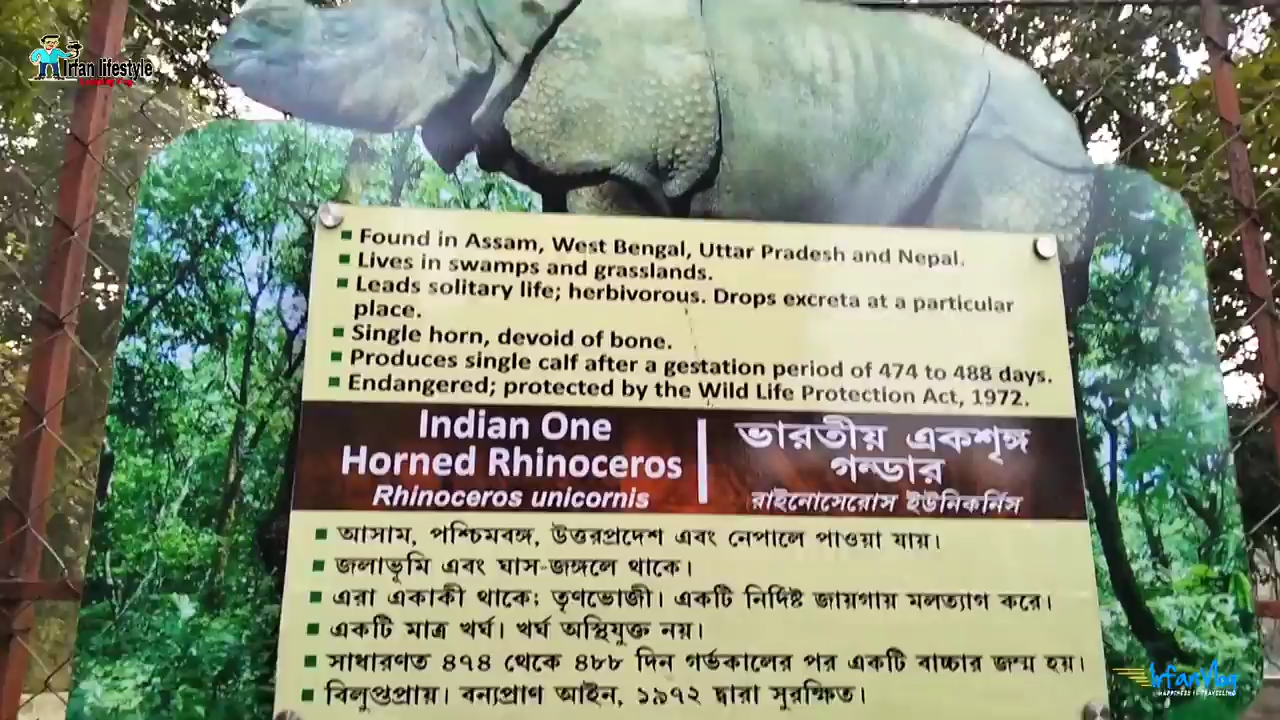 Irfan lifestyle
Found in Assam, West Bengal, Uttar Pradesh and Nepal.
Lives in swamps and grasslands.
Leads solitary life; herbivorous. Drops excreta at a particular
place.
Single horn, devoid of bone.
Produces single calf after a gestation period of 474 to 488 days.
Endangered; protected by the Wild Life Protection Act, 1972.
Indian One
Horned Rhinoceros
Rhinoceros unicornis
ভারতীয় একশৃঙ্গ
গন্ডার
রাইনোসেরোস ইউনিকর্নিস
আসাম, পশ্চিমবঙ্গ, উত্তরপ্রদেশ এবং নেপালে পাওয়া যায়।
জলাভূমি এবং ঘাস-জঙ্গলে থাকে।
এরা একাকী থাকে; তৃণভোজী। একটি নির্দিষ্ট জায়গায় মলত্যাগ করে।
একটি মাত্র খর্ঘ। খর্ঘ অস্থিযুক্ত নয়।
সাধারণত ৪৭৪ থেকে ৪৮৮ দিন গর্ভকালের পর একটি বাচ্চার জন্ম হয়।
বিলুপ্তপ্রায়। বন্যপ্রাণ আইন, ১৯৭২ দ্বারা সুরক্ষিত।
Irfan Vlog
HAPPINESS IS TRAVELING